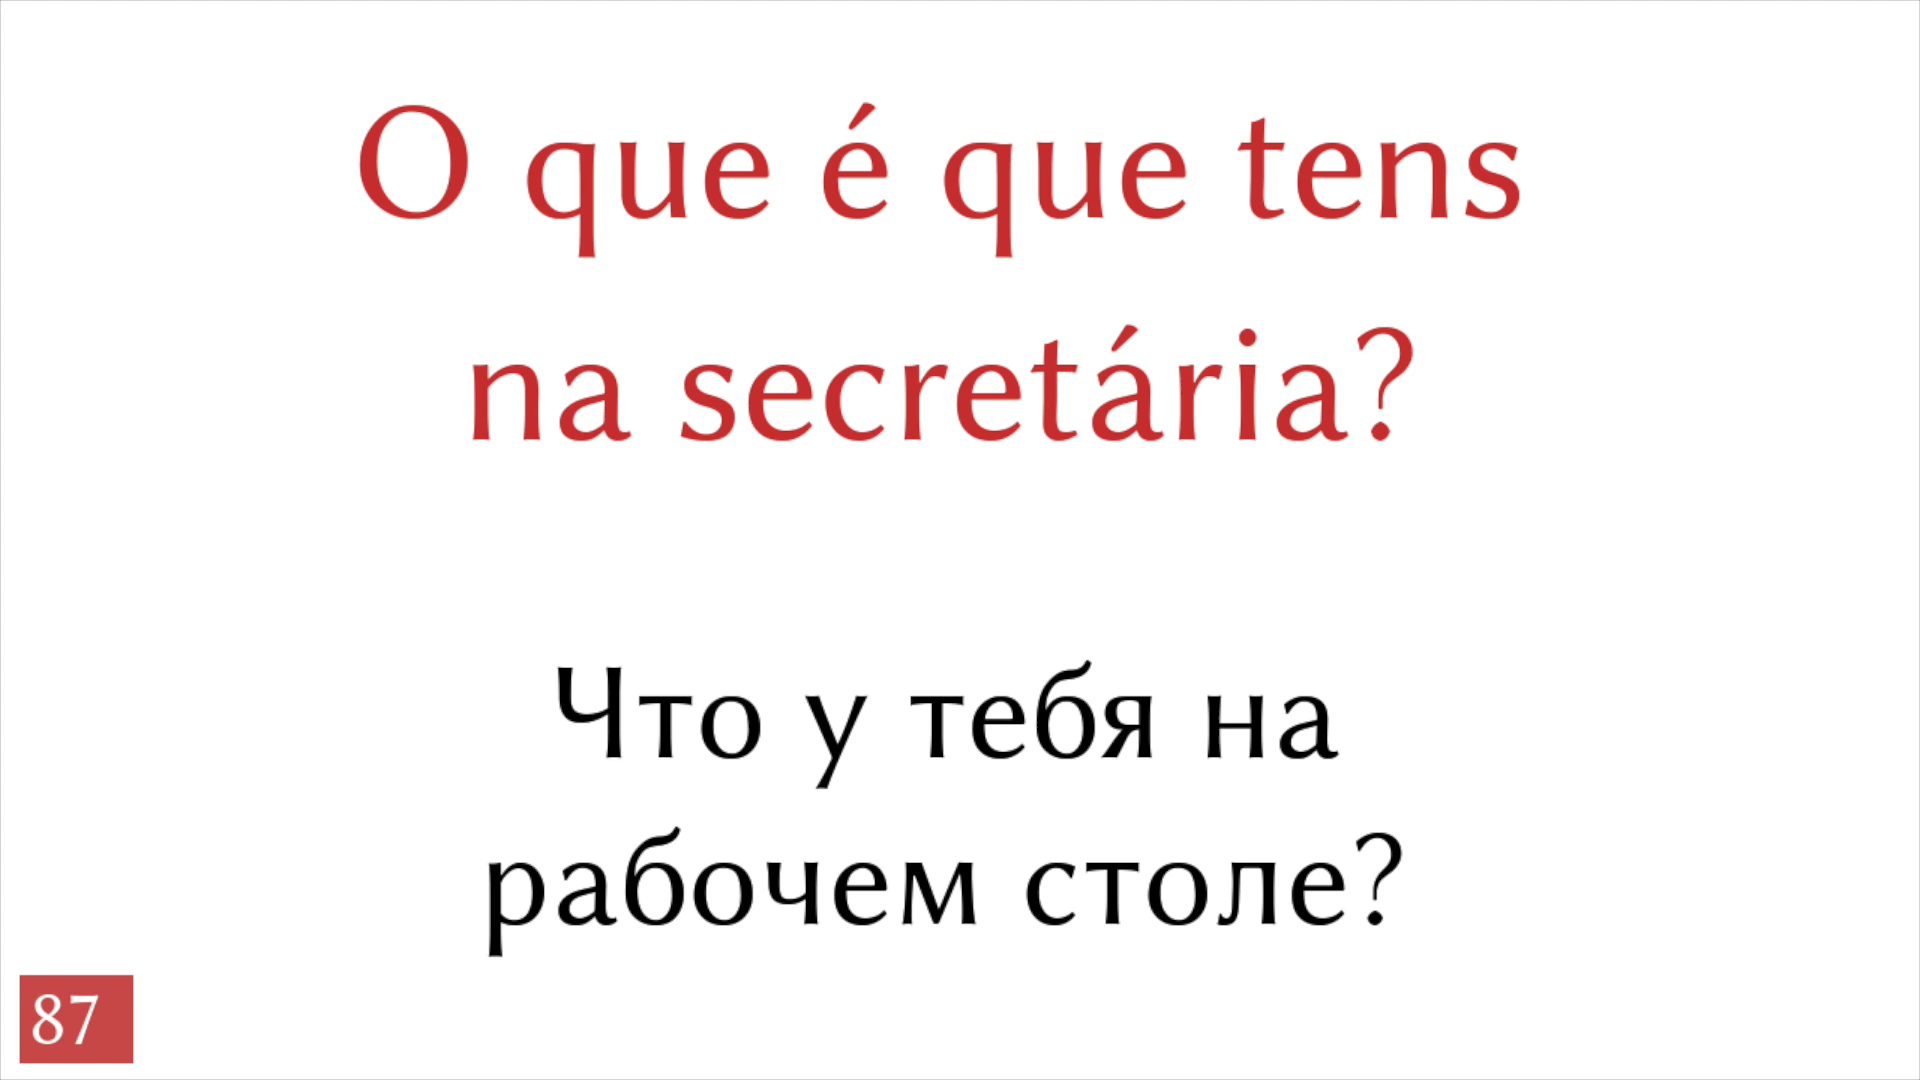 O que é que tens
na secretária?
Что у тебя на
рабочем столе?
87